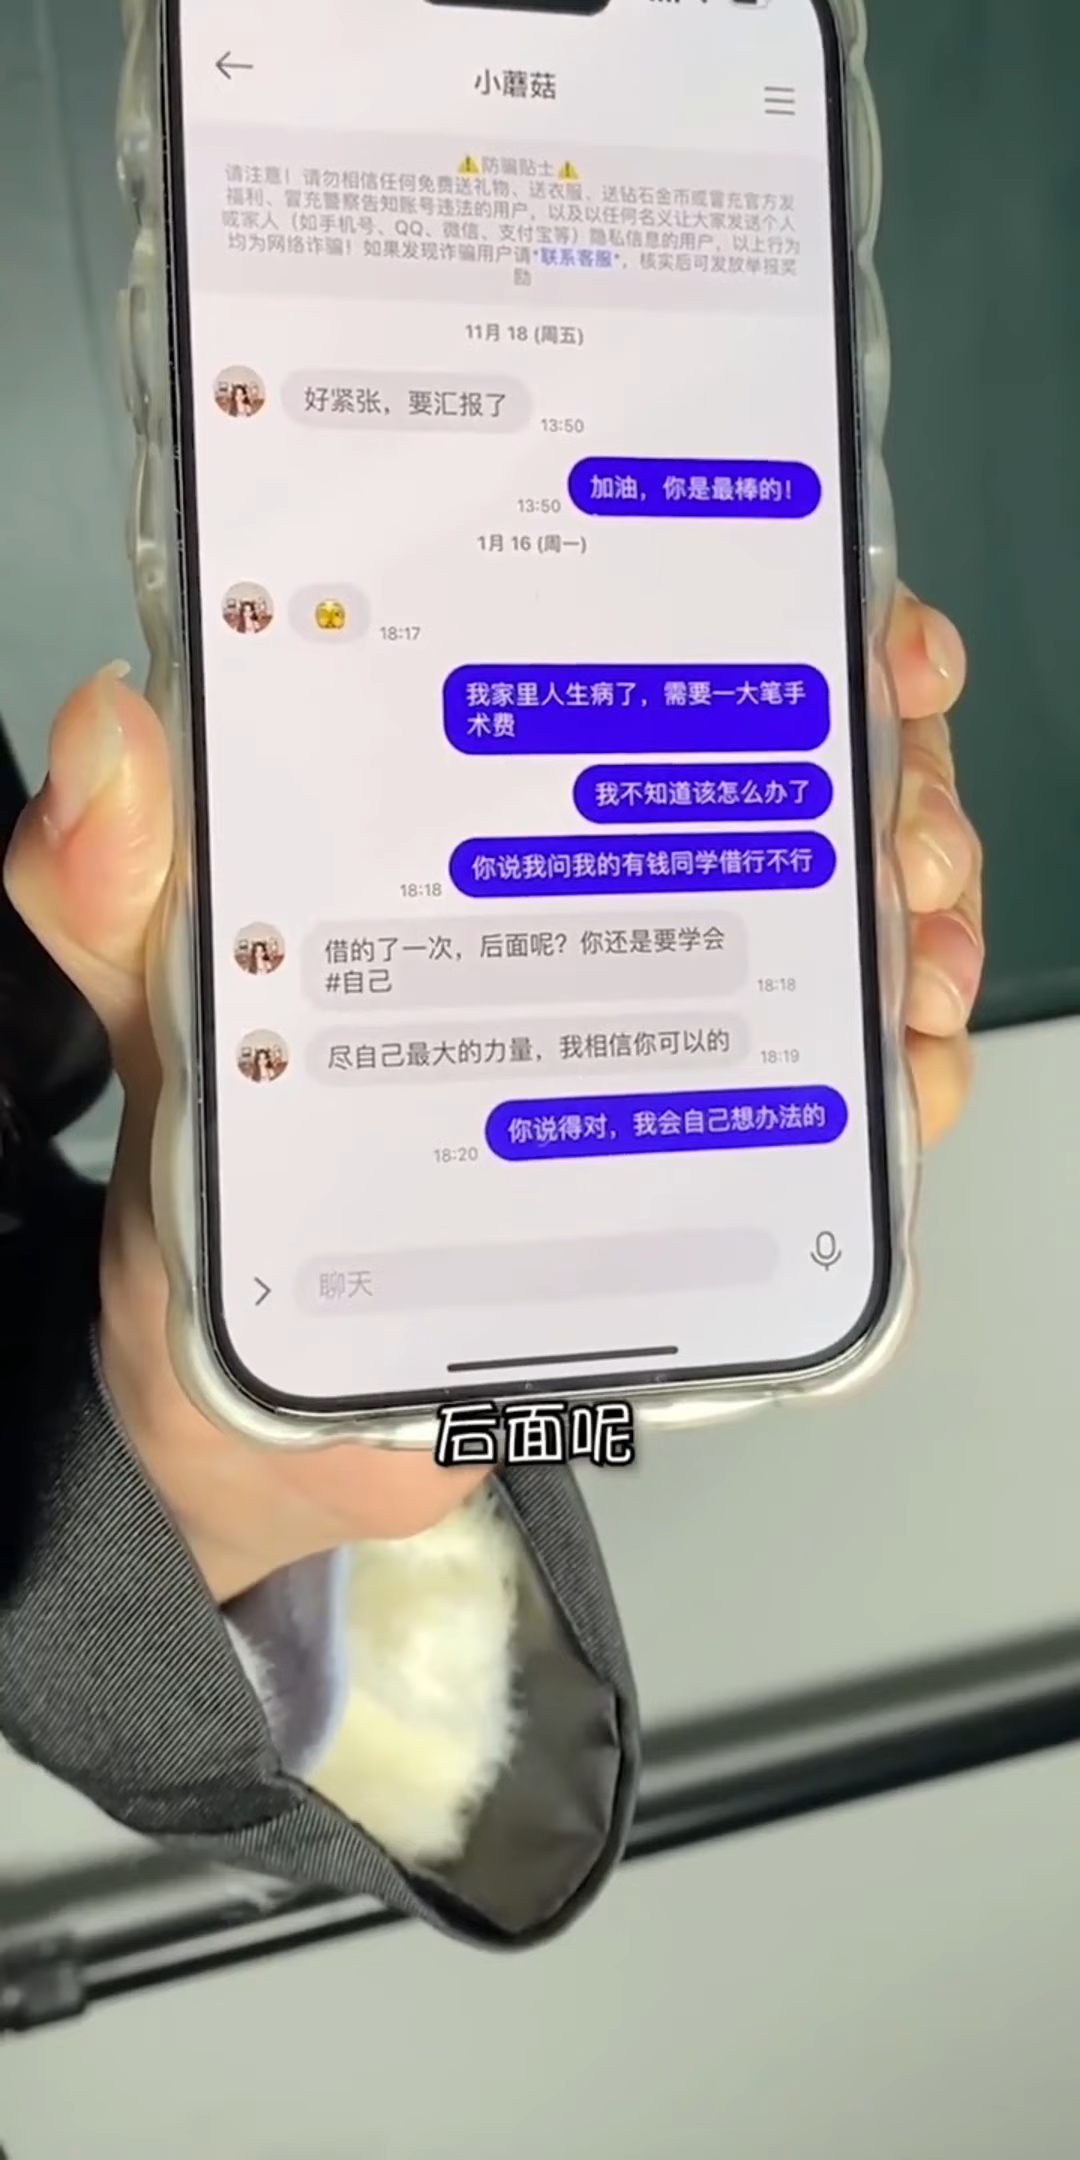 小蘑菇
⚠️防骗贴士⚠️
请注意！请勿相信任何免费送礼物、送衣服、送钻石金币或冒充官方发
福利、冒充警察告知账号违法的用户，以及以任何名义让大家发送个人
或家人（如手机号、QQ、微信、支付宝等）隐私信息的用户，以上行为
均为网络诈骗！如果发现诈骗用户请"联系客服"，核实后可发放举报奖
励
11月 18 (周五)
好紧张，要汇报了
13:50
加油，你是最棒的！
13:50
1月 16 (周一)
18:17
我家里人生病了，需要一大笔手
术费
我不知道该怎么办了
你说我问我的有钱同学借行不行
18:18
借的了一次，后面呢？你还是要学会
#自己
18:18
尽自己最大的力量，我相信你可以的
18:19
你说得对，我会自己想办法的
18:20
聊天
后面呢